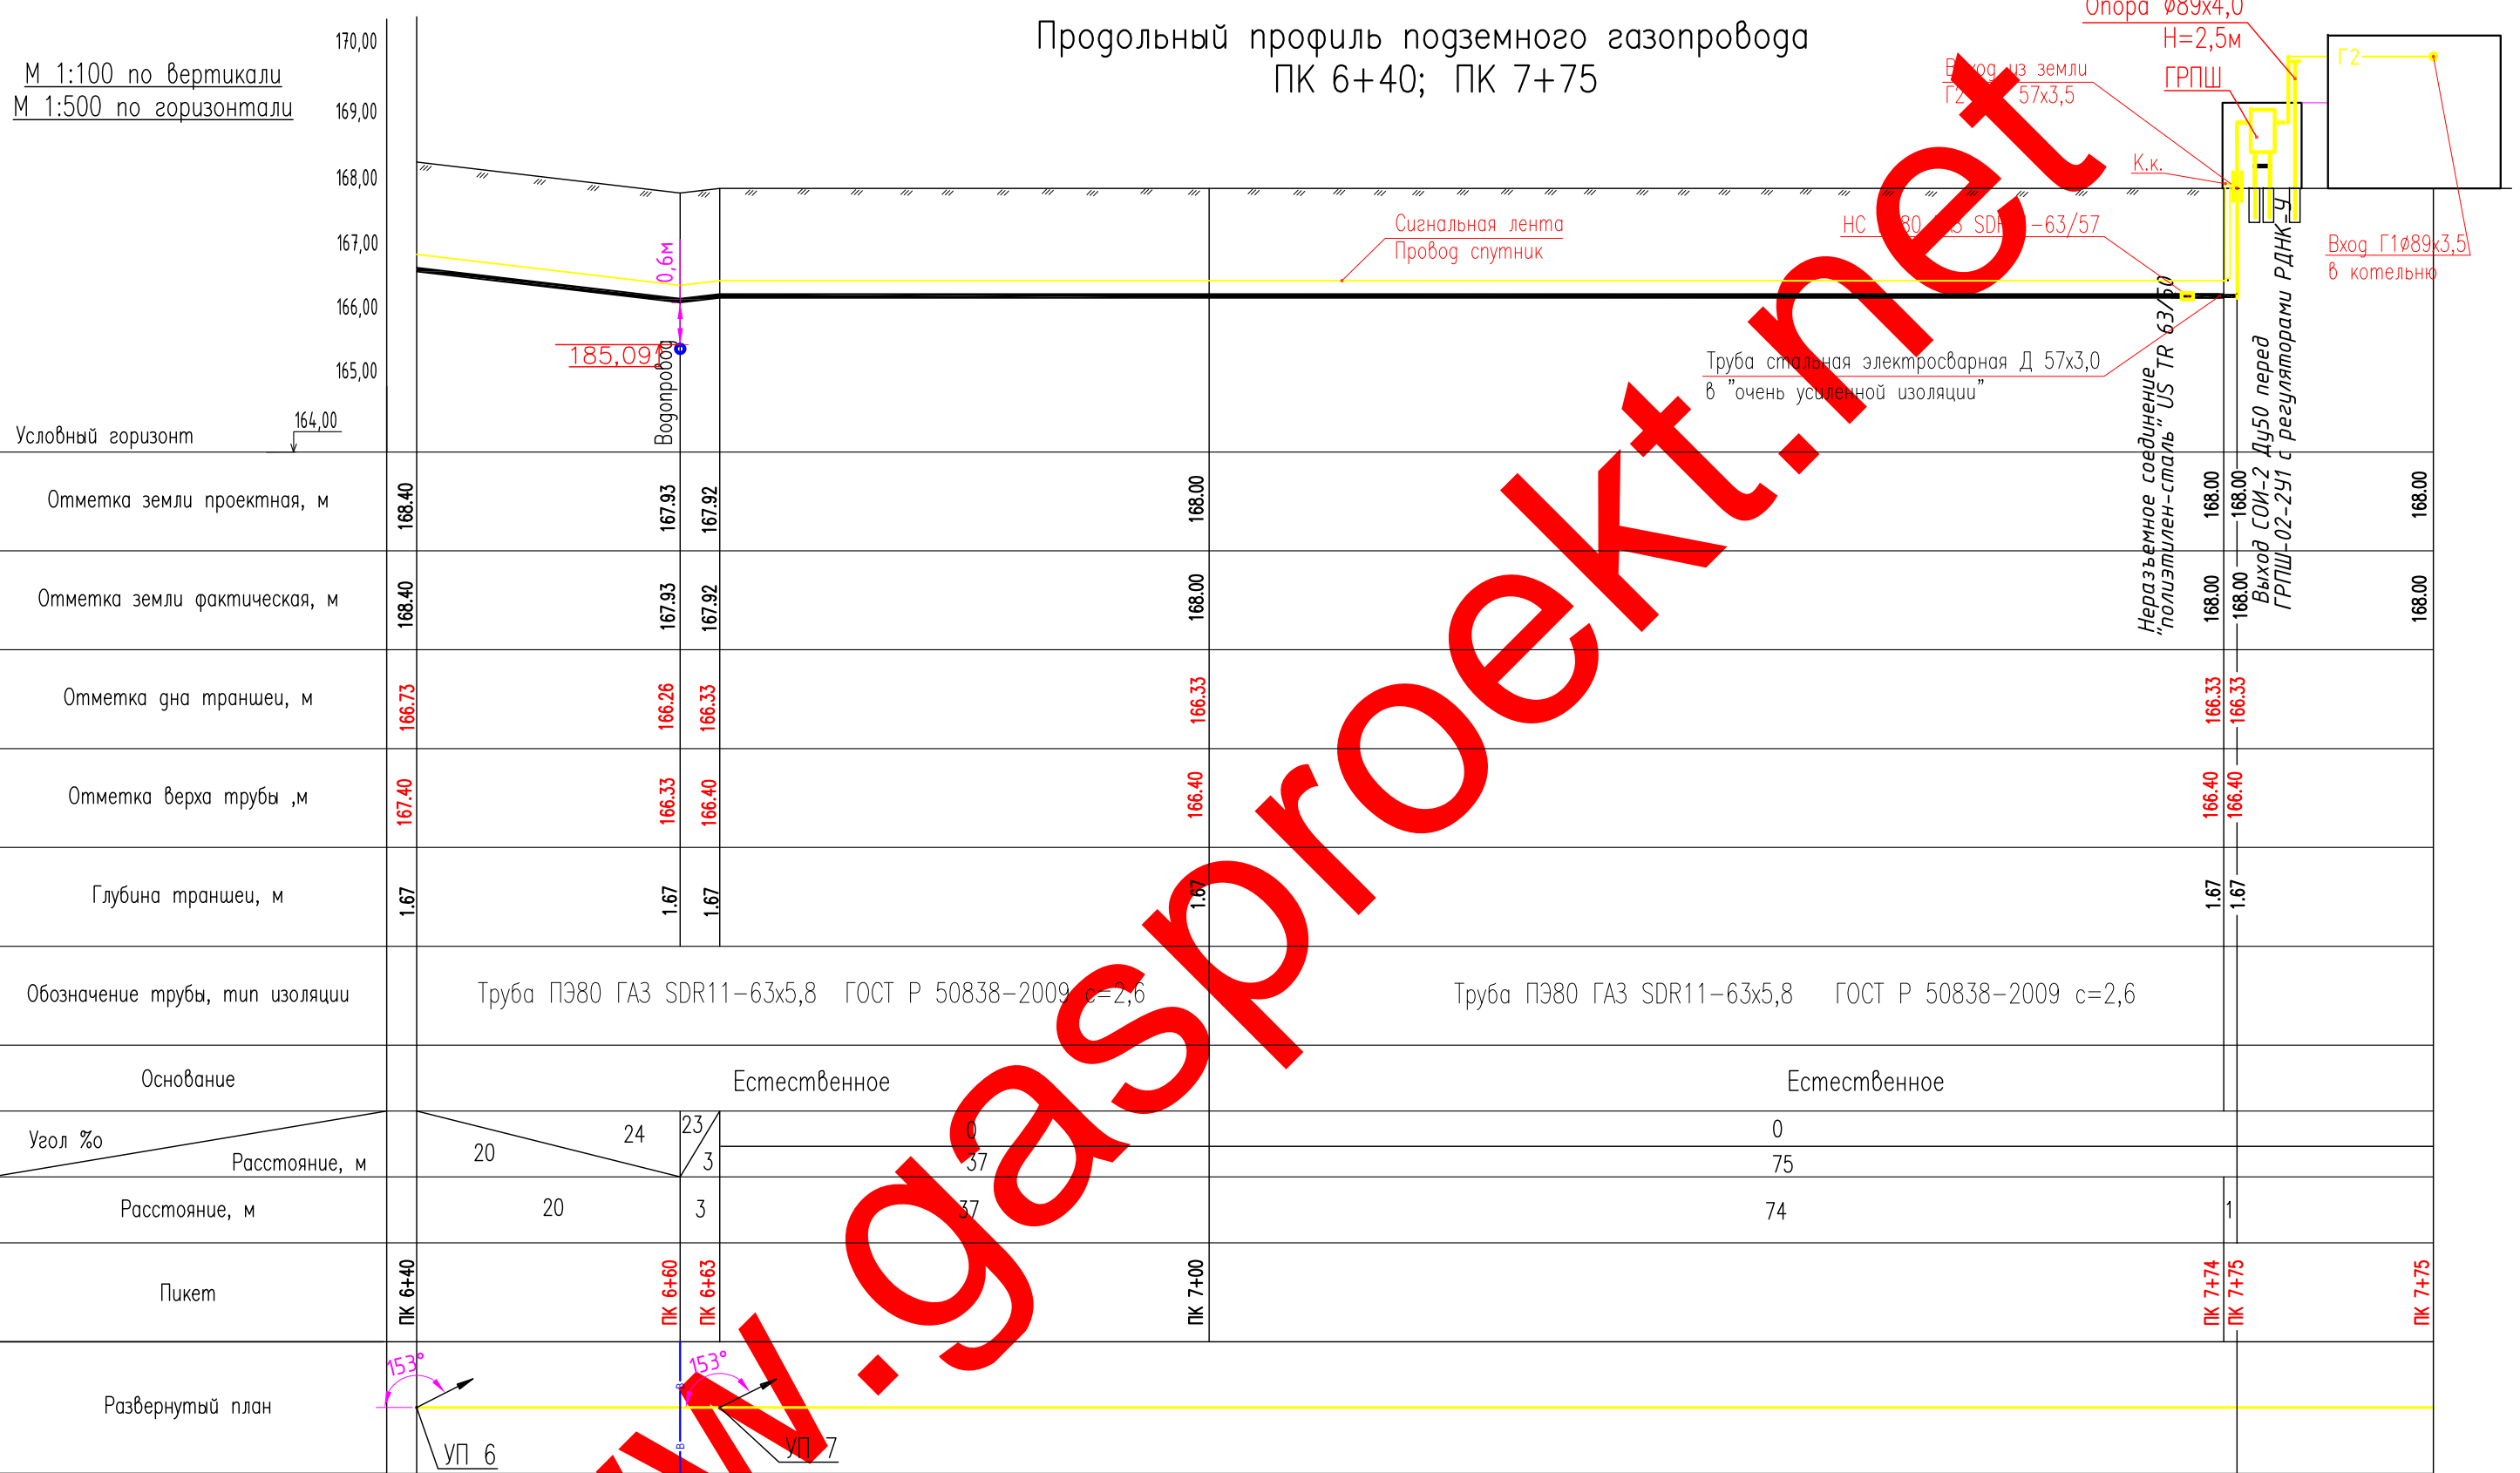 Продольный профиль подземного газопровода
ПК 6+40; ПК 7+75
М 1:100 по вертикали
М 1:500 по горизонтали
170,00
169,00
168,00
167,00
166,00
165,00
164,00
Условный горизонт
Опора Ø89х4,0
Н=2,5м
ГРПШ
Г2
из земли
57х3,5
К.к.
Вход Г1Ø89х3,5
в котельню
Сигнальная лента
Провод спутник
НС
-63/57
Труба стальная электросварная Д 57х3,0
в "очень усиленной изоляции"
Неразъемное соединение
"полиэтилен-сталь" US TR 63/50
Выход СОИ-2 Ду50 перед
ГРПШ-02-2У1 с регуляторами РДНК-У
0,6м
185,09
Водопровод
Отметка земли проектная, м
168.40
167.93
167.92
168.00
168.00
168.00
168.00
Отметка земли фактическая, м
168.40
167.93
167.92
168.00
168.00
168.00
168.00
Отметка дна траншеи, м
166.73
166.26
166.33
166.33
166.33
166.33
Отметка верха трубы ,м
167.40
166.33
166.40
166.40
166.40
166.40
Глубина траншеи, м
1.67
1.67
1.67
1.67
1.67
1.67
Обозначение трубы, тип изоляции
Труба ПЭ80 ГАЗ SDR11-63х5,8 ГОСТ Р 50838-2009 с=2,6
Труба ПЭ80 ГАЗ SDR11-63х5,8 ГОСТ Р 50838-2009 с=2,6
Основание
Естественное
Естественное
Угол %о
Расстояние, м
20
24
23
3
0
37
0
75
Расстояние, м
20
3
37
74
1
Пикет
ПК 6+40
ПК 6+60
ПК 6+63
ПК 7+00
ПК 7+74
ПК 7+75
ПК 7+75
Развернутый план
153°
153°
УП 6
УП 7
В
В
w.gasproekt.net